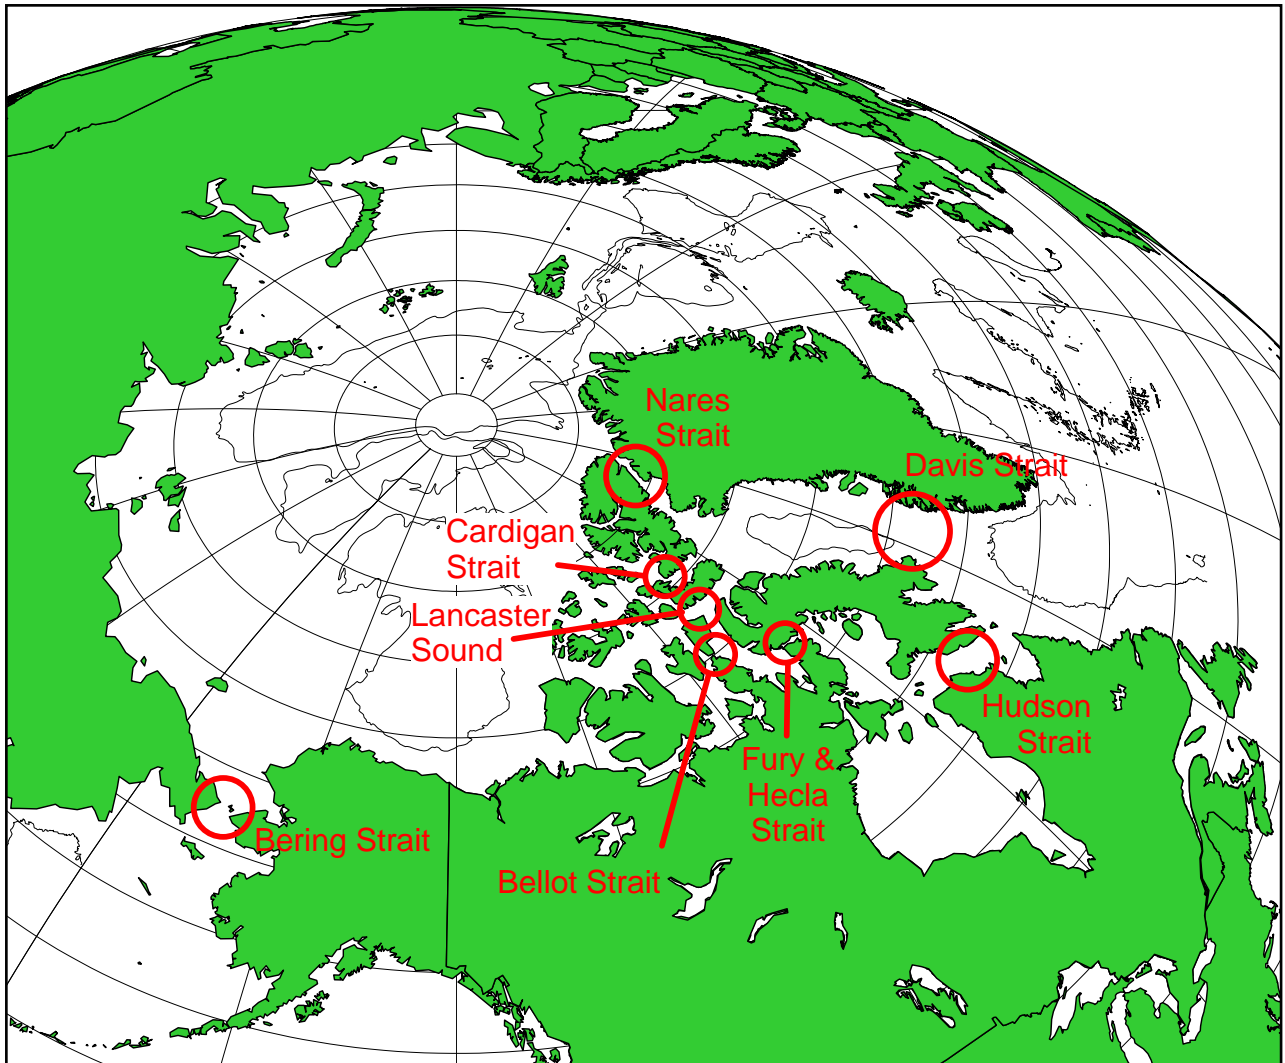 Nares
Strait
Davis Strait
Cardigan
Strait
Lancaster
Sound
Hudson
Strait
Fury &
Hecla
Strait
Bering Strait
Bellot Strait